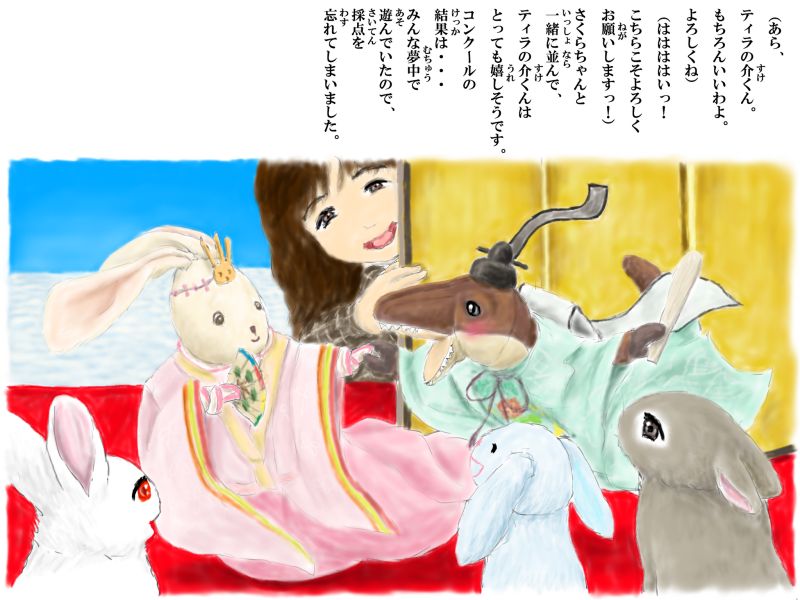 （あら、
ティラの介くん。
もちろんいいわよ。
よろしくね）
（はははははいっ！
こちらこそよろしく
お願いしますっ！）
さくらちゃんと
一緒に並んで、
ティラの介くんは
とっても嬉しそうです。
コンクールの
結果は・・・
みんな夢中で
遊んでいたので、
採点を
忘れてしまいました。